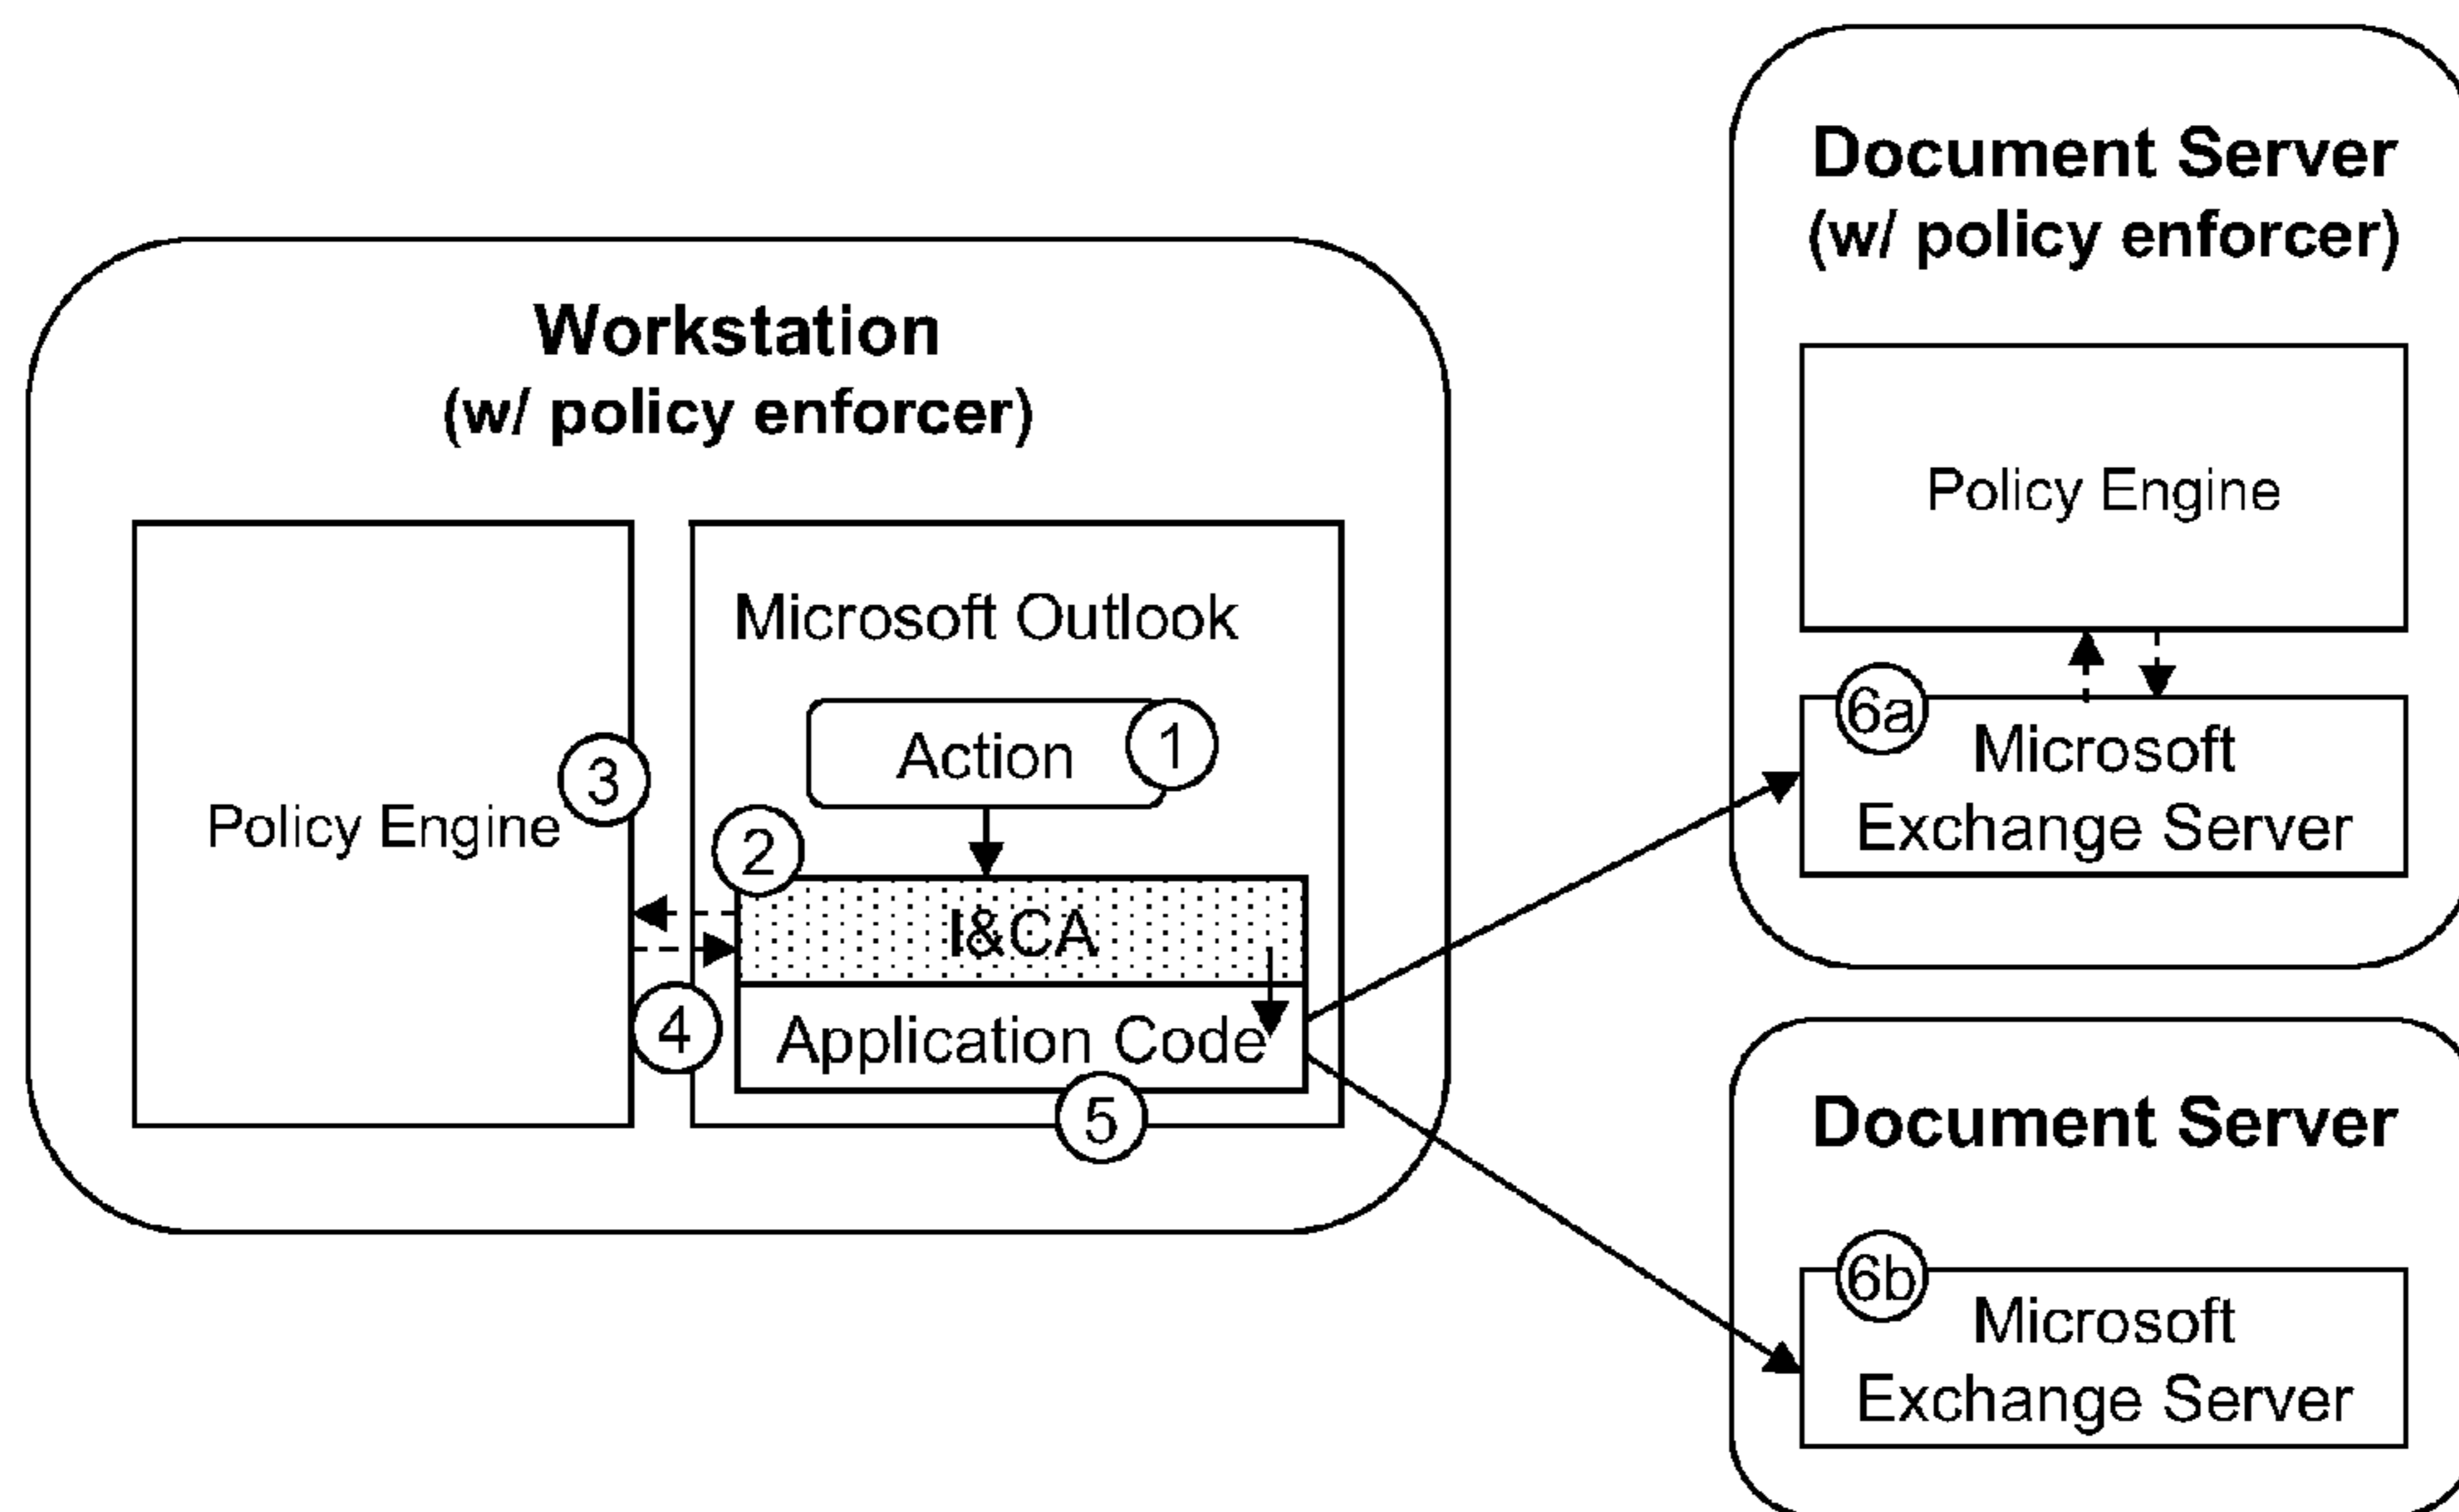 Workstation
(w/ policy enforcer)
Policy Engine
3
Microsoft Outlook
Action
1
2
I&CA
4
Application Code
5
Document Server
(w/ policy enforcer)
Policy Engine
6a
Microsoft
Exchange Server
Document Server
6b
Microsoft
Exchange Server